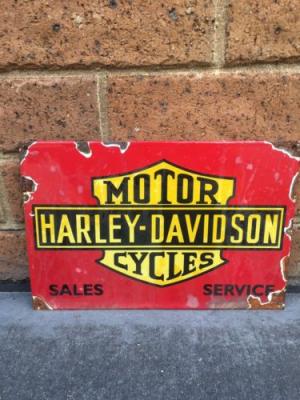 MOTOR
HARLEY-DAVIDSON
CYCLES
SALES SERVICE